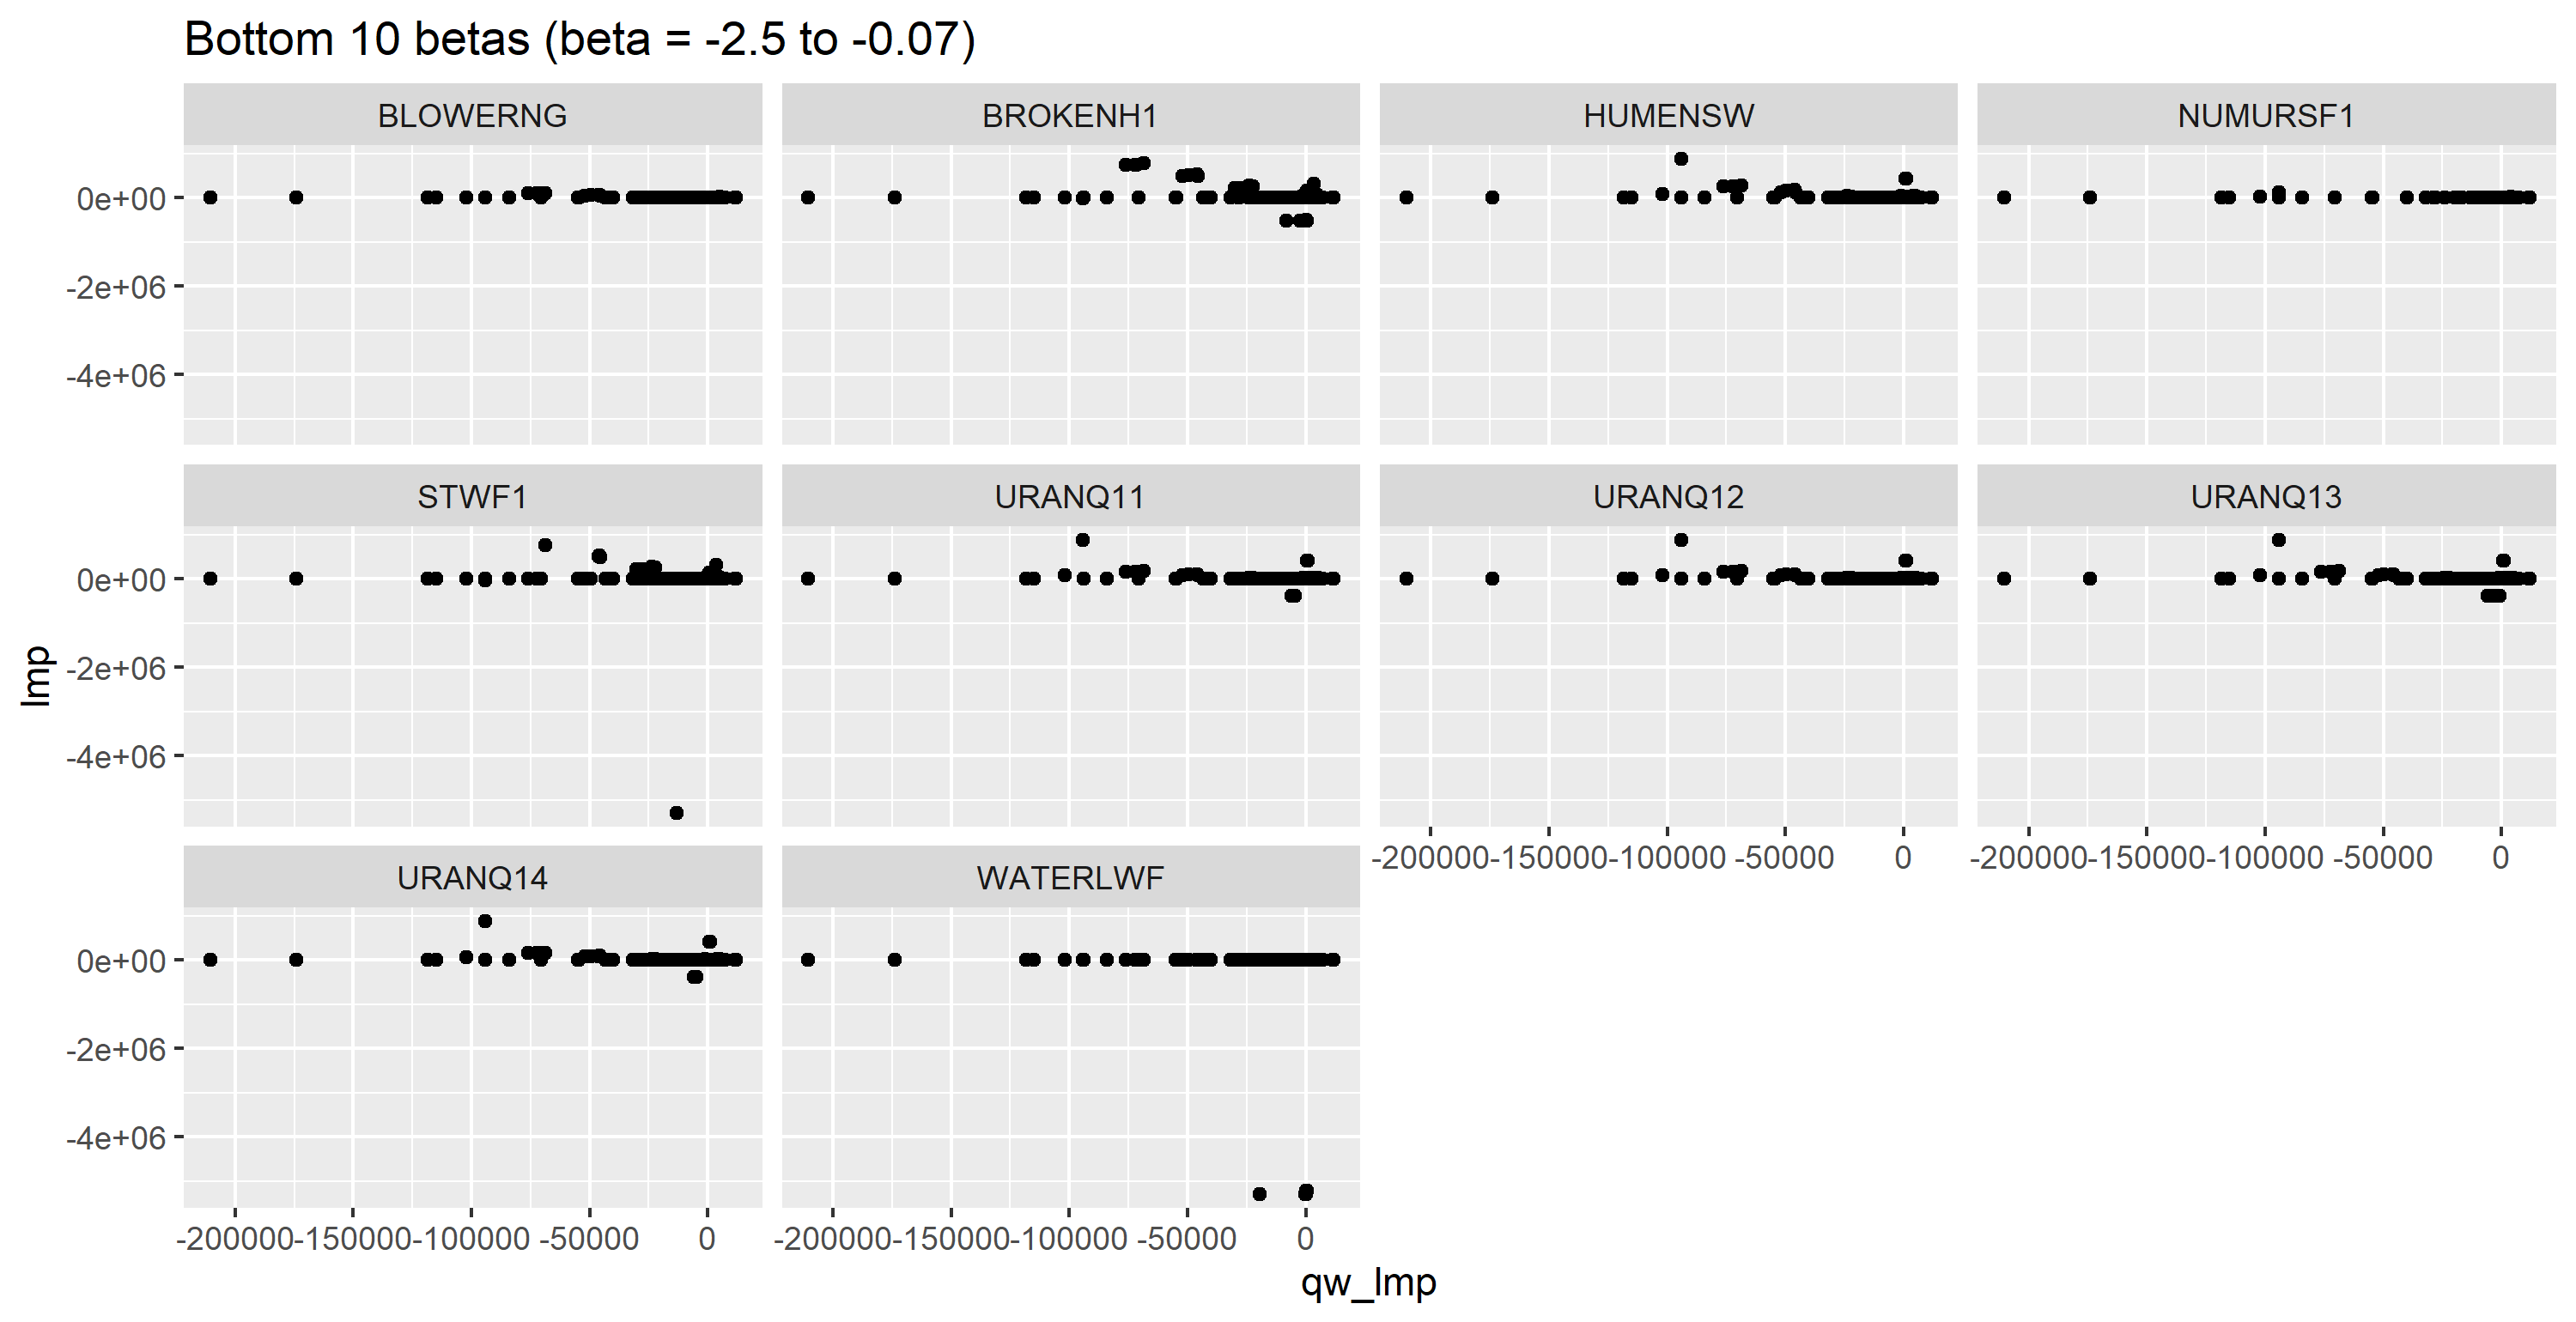 Bottom 10 betas (beta = -2.5 to -0.07)
BLOWERNG BROKENH1 HUMENSW NUMURSF1
0e+00
-2e+06
-4e+06
STWF1 URANQ11 URANQ12 URANQ13
0e+00
-2e+06
-4e+06
-200000 -150000 -100000 -50000 0 -200000 -150000 -100000 -50000 0
URANQ14 WATERLWF
0e+00
-2e+06
-4e+06
-200000 -150000 -100000 -50000 0 -200000 -150000 -100000 -50000 0
lmp
qw_lmp